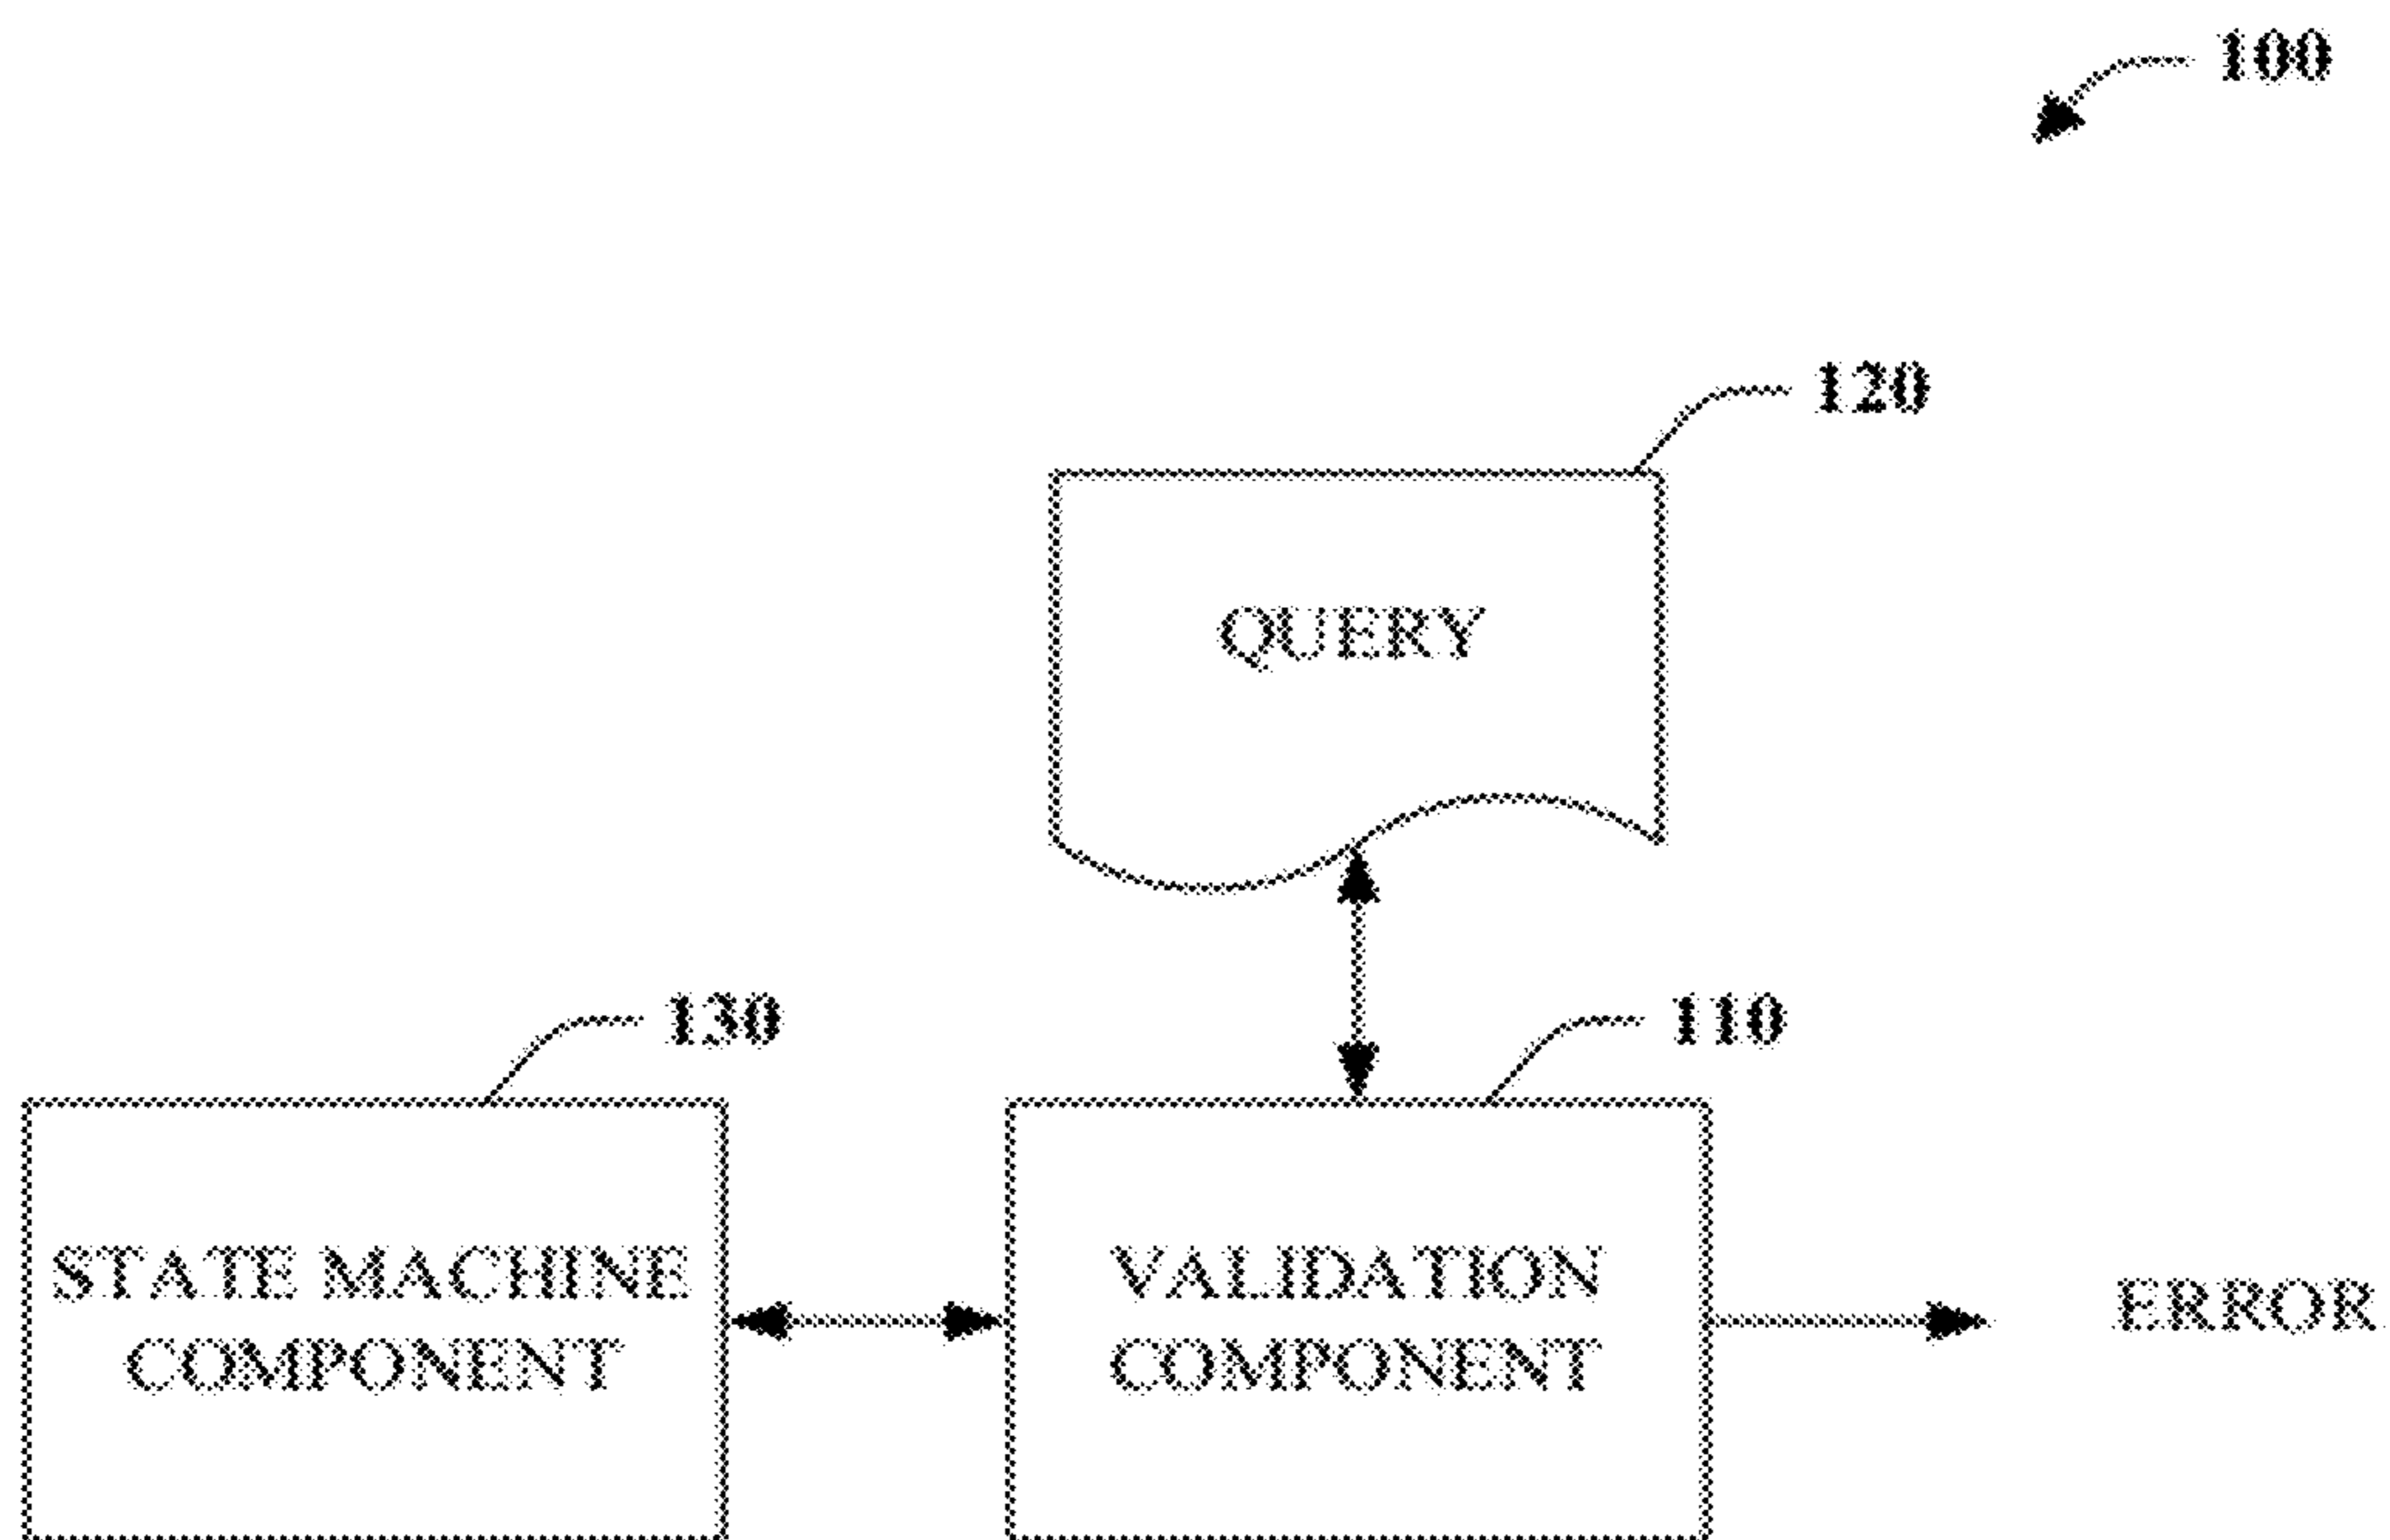 100
120
QUERY
130
110
STATE MACHINE
COMPONENT
VALIDATION
COMPONENT
ERROR